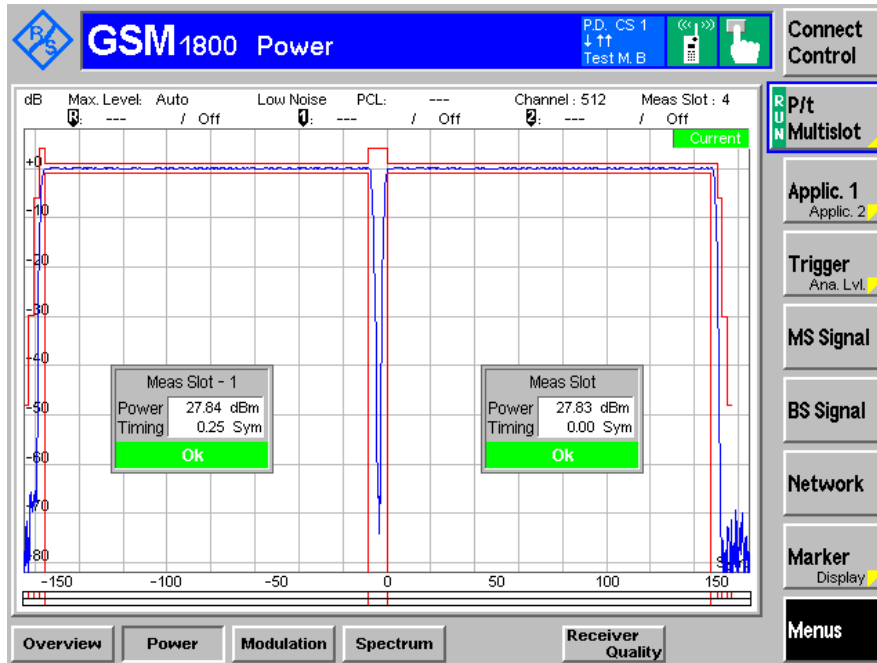 R/S
GSM1800 Power
P.D. CS 1
Test M. B
Connect Control
dB Max. Level: Auto Low Noise PCL: --- Channel : 512 Meas Slot : 4
R: --- / Off 1: --- / Off 2: --- / Off
Current
RUN P/t Multislot
Applic. 1
Applic. 2
Trigger
Ana. Lvl.
MS Signal
BS Signal
Network
Marker
Display
Menus
+0
-10
-20
-30
-40
-50
-60
-70
-80
Meas Slot - 1
Power 27.84 dBm
Timing 0.25 Sym
Ok
Meas Slot
Power 27.83 dBm
Timing 0.00 Sym
Ok
-150 -100 -50 0 50 100 150
Overview Power Modulation Spectrum Receiver Quality